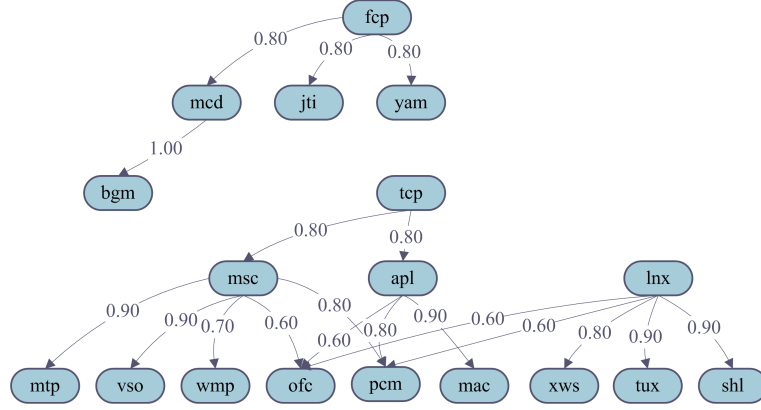 fcp
0.80 0.80 0.80
mcd jti yam
1.00
bgm tcp
0.80 0.80
msc apl lnx
0.90 0.90 0.70 0.60 0.80 0.60 0.80 0.90 0.60 0.60 0.80 0.90 0.90
mtp vso wmp ofc pcm mac xws tux shl